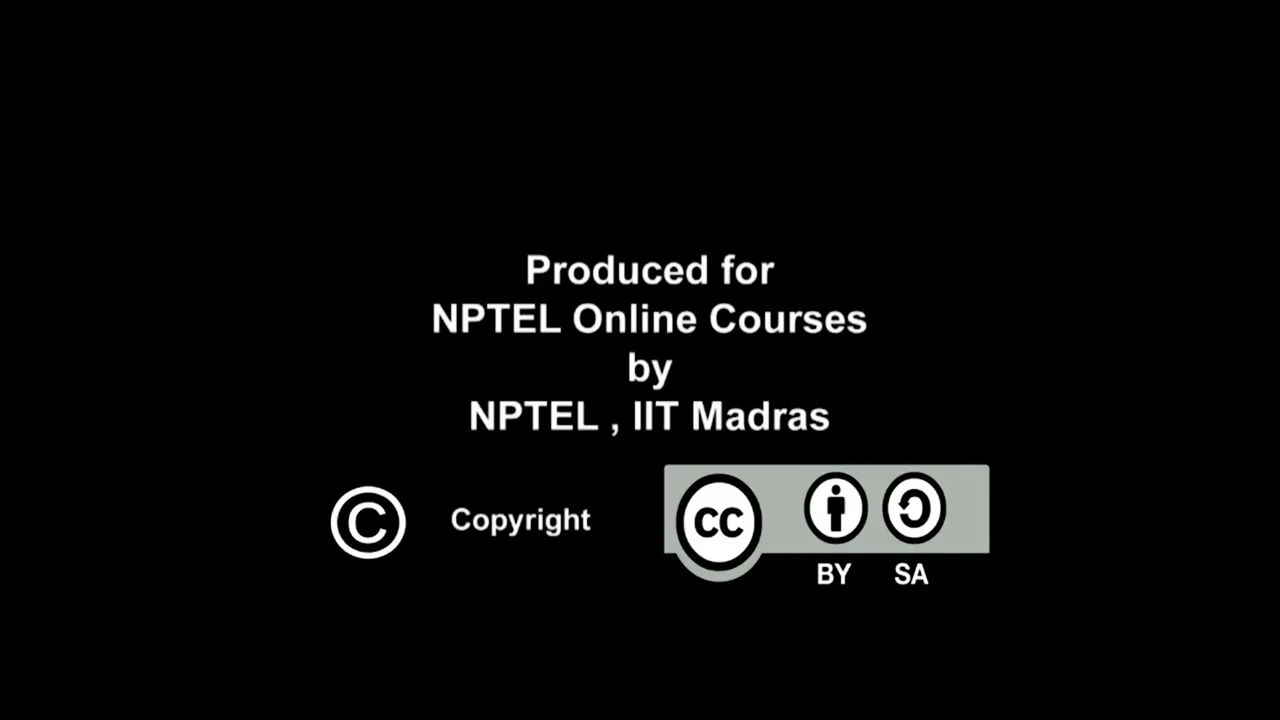 Produced for
NPTEL Online Courses
by
NPTEL , IIT Madras
© Copyright
cc
BY SA